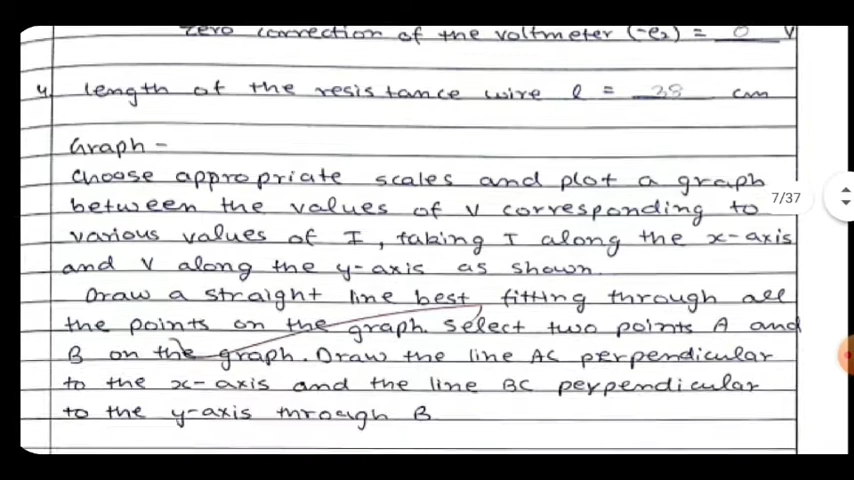 zero correction of the voltmeter (-e₂) = 0 V
4 length of the resistance wire l = 38 cm
Graph -
choose appropriate scales and plot a graph
between the values of V corresponding to
various values of I, taking I along the x-axis
and V along the y-axis as shown.
Draw a straight line best fitting through all
the points on the graph. Select two points A and
B on the graph. Draw the line AC perpendicular
to the x-axis and the line BC perpendicular
to the y-axis through B
7/37